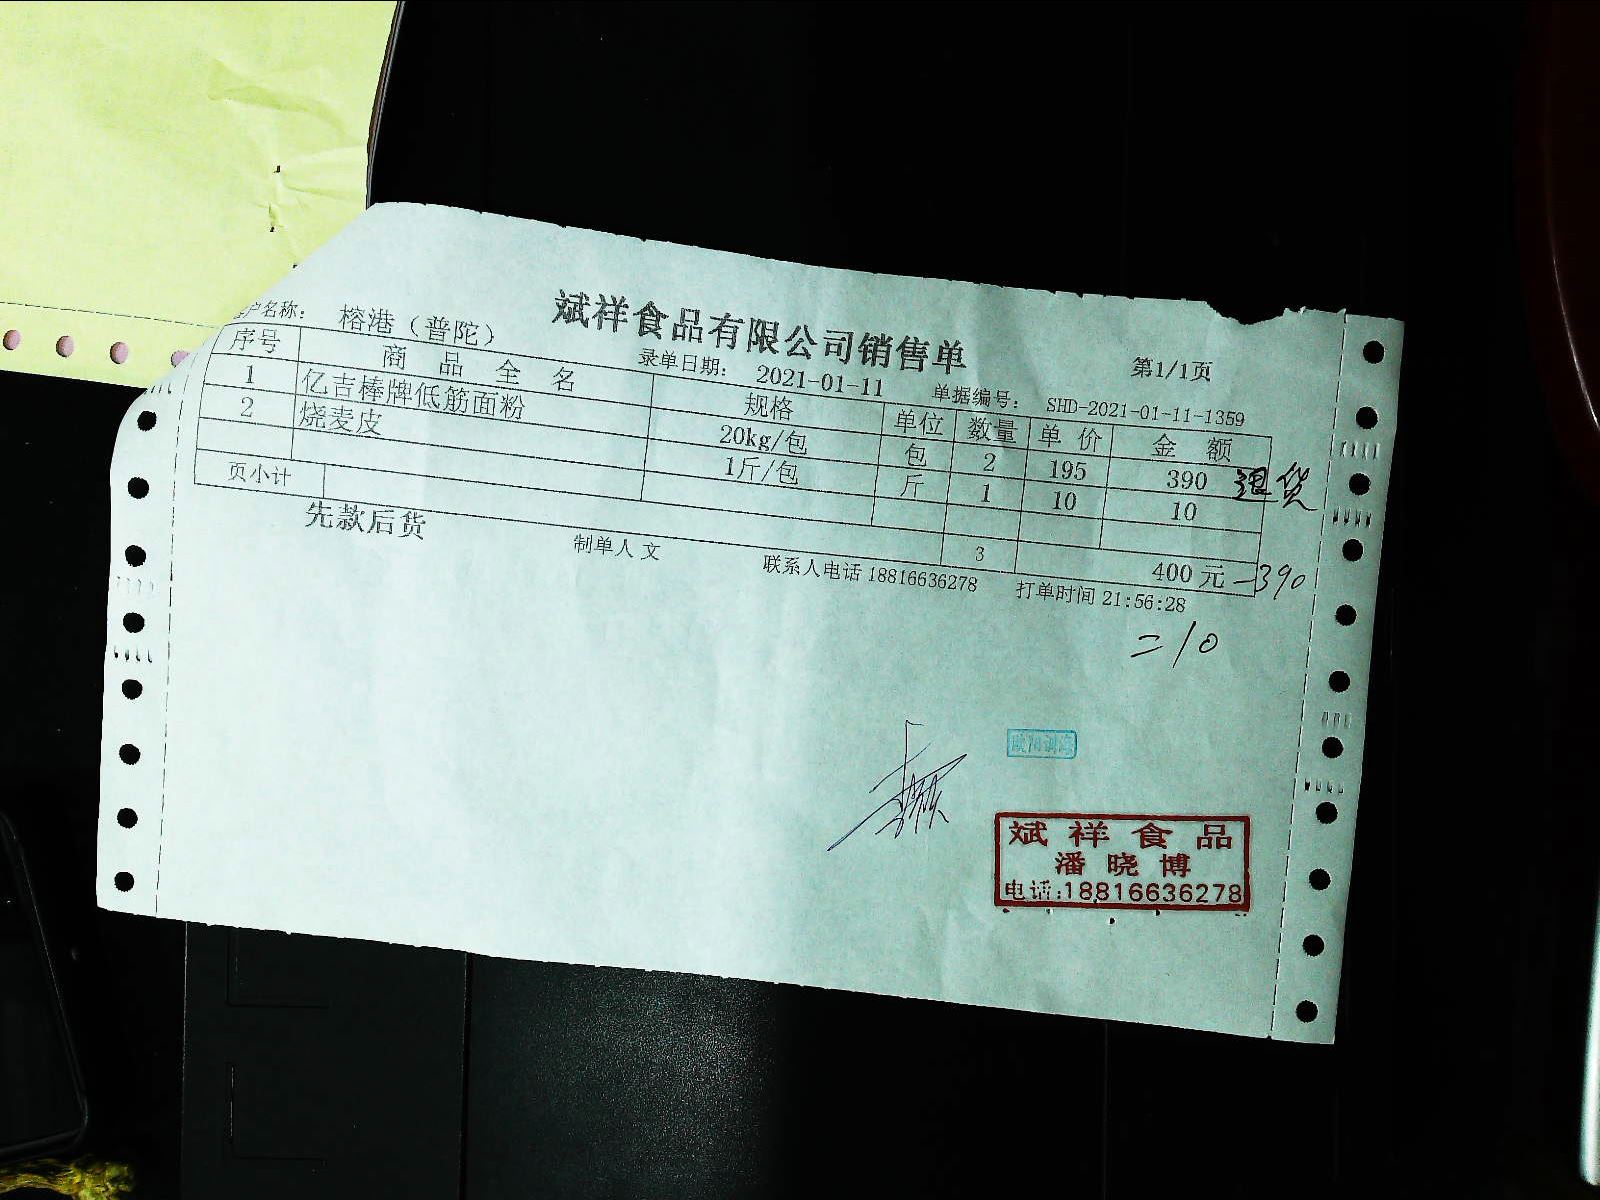 斌祥食品有限公司销售单
户名称： 榕港（普陀） 录单日期： 2021-01-11 单据编号： SHD-2021-01-11-1359 第1/1页
序号 商品全名 规格 单位 数量 单价 金额
1 亿吉棒牌低筋面粉 20kg/包 包 2 195 390 退货
2 烧麦皮 1斤/包 斤 1 10 10
页小计 3 400 元 -390
先款后货 制单人 文 联系人电话 18816636278 打单时间 21:56:28
=10
斌祥食品
潘晓博
电话:18816636278